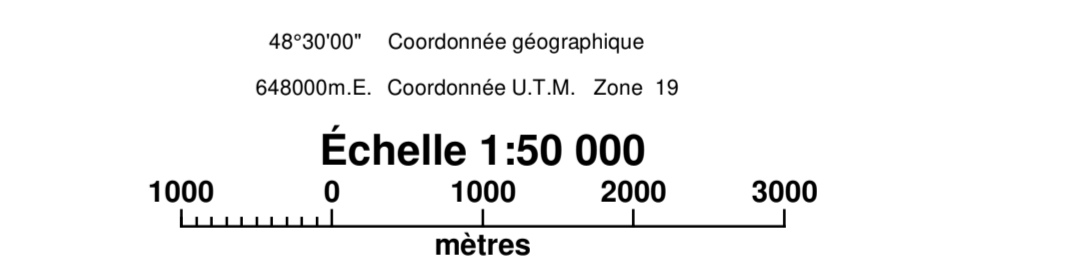 48°30'00" Coordonnée géographique
648000m.E. Coordonnée U.T.M. Zone 19
Échelle 1:50 000
1000 0 1000 2000 3000
mètres